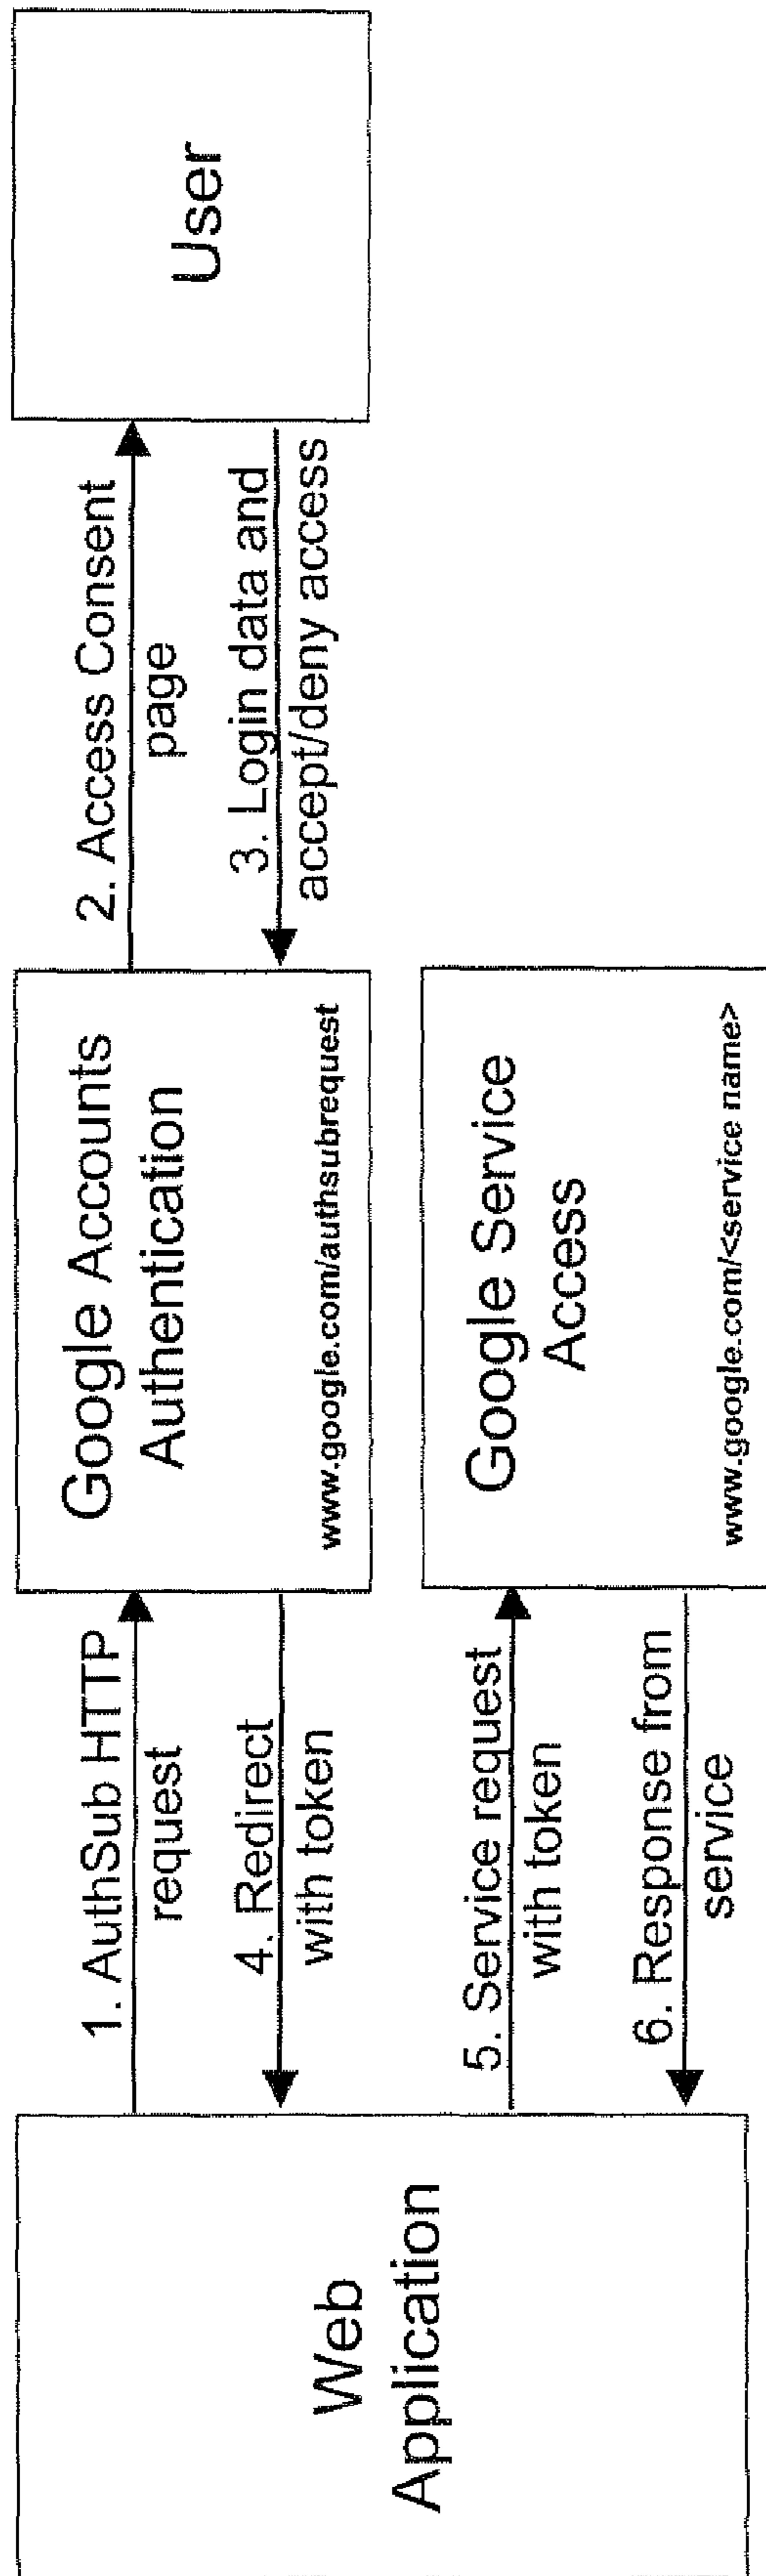 Web
Application
1. AuthSub HTTP
request
4. Redirect
with token
5. Service request
with token
6. Response from
service
Google Accounts
Authentication
www.google.com/authsubrequest
Google Service
Access
www.google.com/<service name>
2. Access Consent
page
3. Login data and
accept/deny access
User